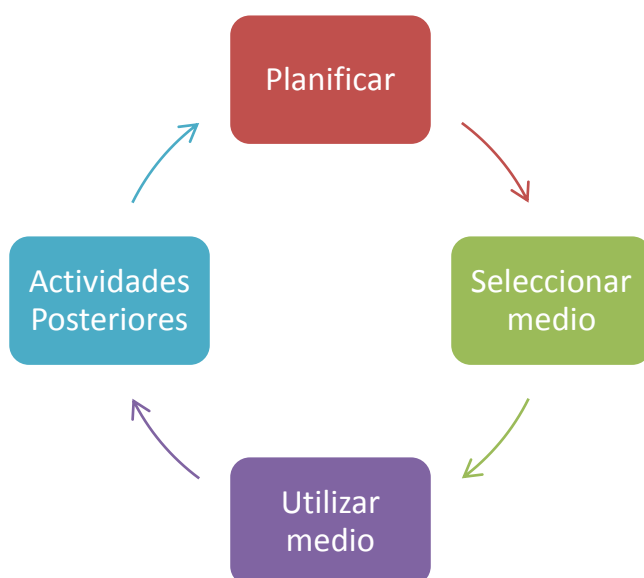 Planificar
Seleccionar
medio
Utilizar
medio
Actividades
Posteriores